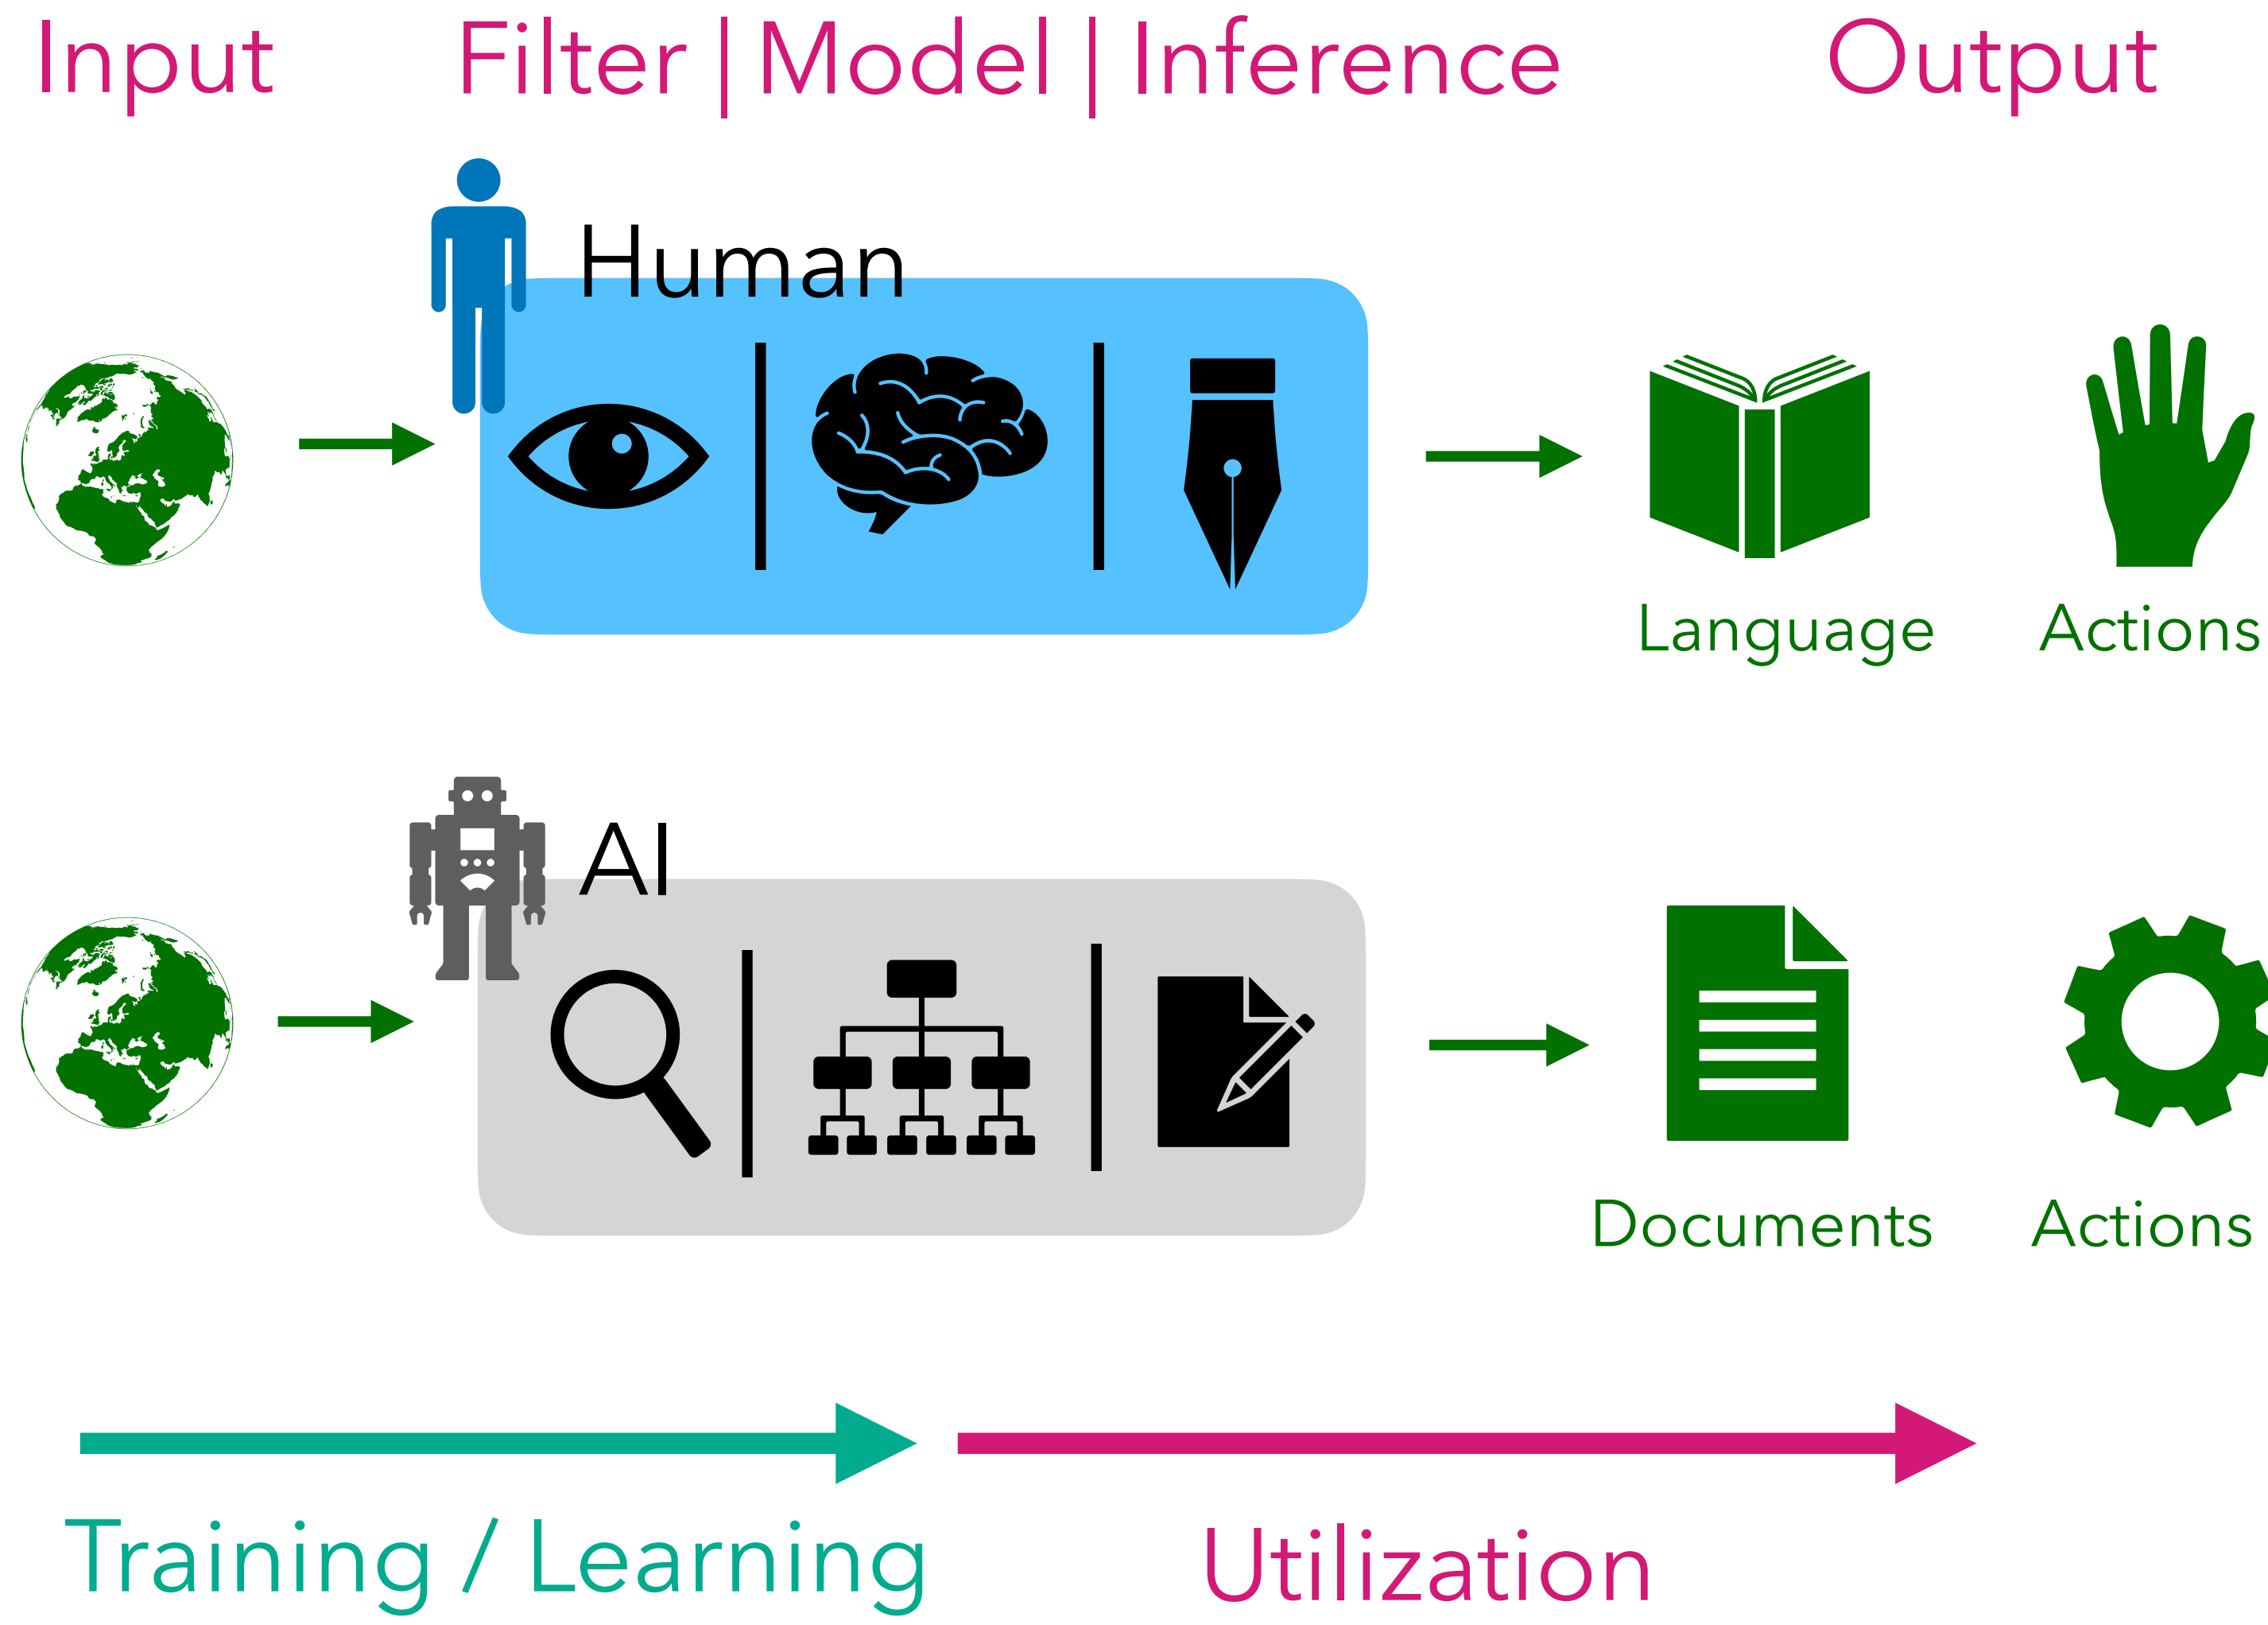 Input
Filter | Model | Inference
Output
Human
Language
Actions
AI
Documents
Actions
Training / Learning
Utilization